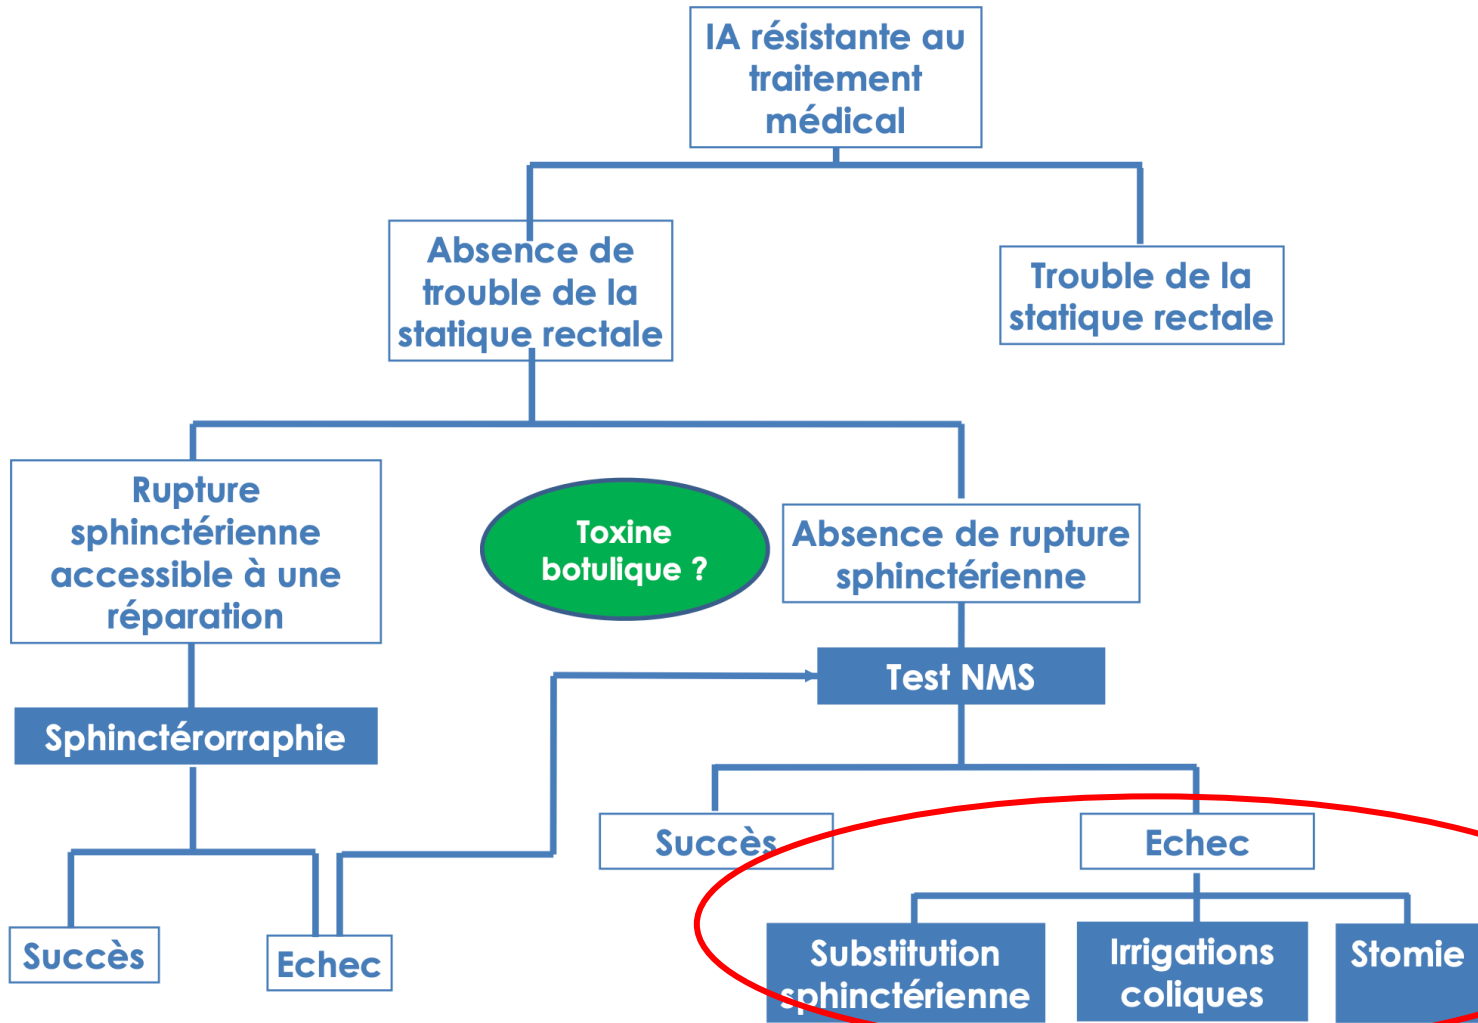 IA résistante au
traitement
médical
Absence de
trouble de la
statique rectale
Trouble de la
statique rectale
Rupture
sphinctérienne
accessible à une
réparation
Toxine
botulique ?
Absence de rupture
sphinctérienne
Test NMS
Sphinctérorraphie
Succès
Echec
Succès
Echec
Substitution
sphinctérienne
Irrigations
coliques
Stomie